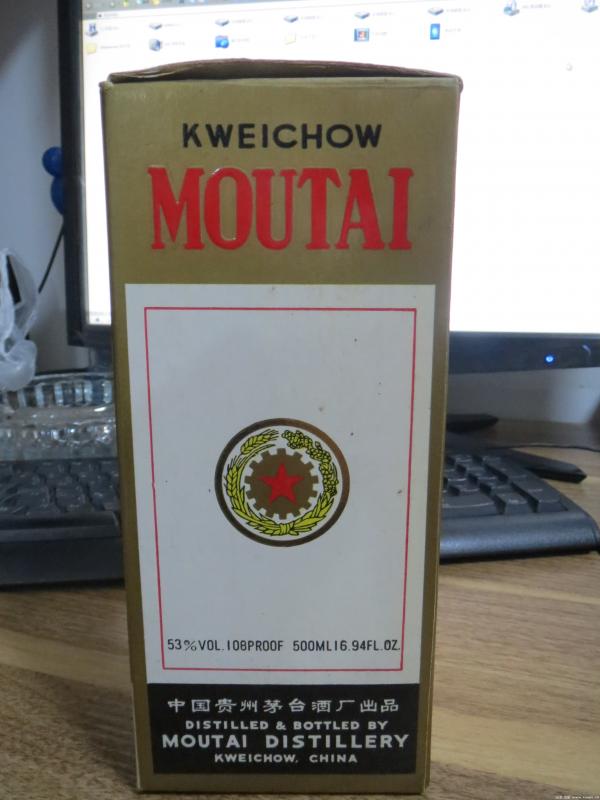 KWEICHOW
MOUTAI
53%VOL.108PROOF 500ML16.94FL.OZ.
中国贵州茅台酒厂出品
DISTILLED & BOTTLED BY
MOUTAI DISTILLERY
KWEICHOW, CHINA